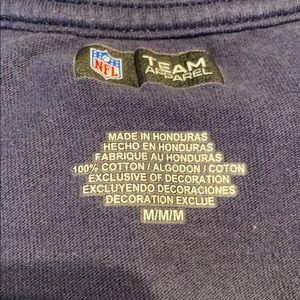 NFL
TEAM
APPAREL
MADE IN HONDURAS
HECHO EN HONDURAS
FABRIQUE AU HONDURAS
100% COTTON / ALGODON / COTON
EXCLUSIVE OF DECORATION
EXCLUYENDO DECORACIONES
DECORATION EXCLUE
M/M/M